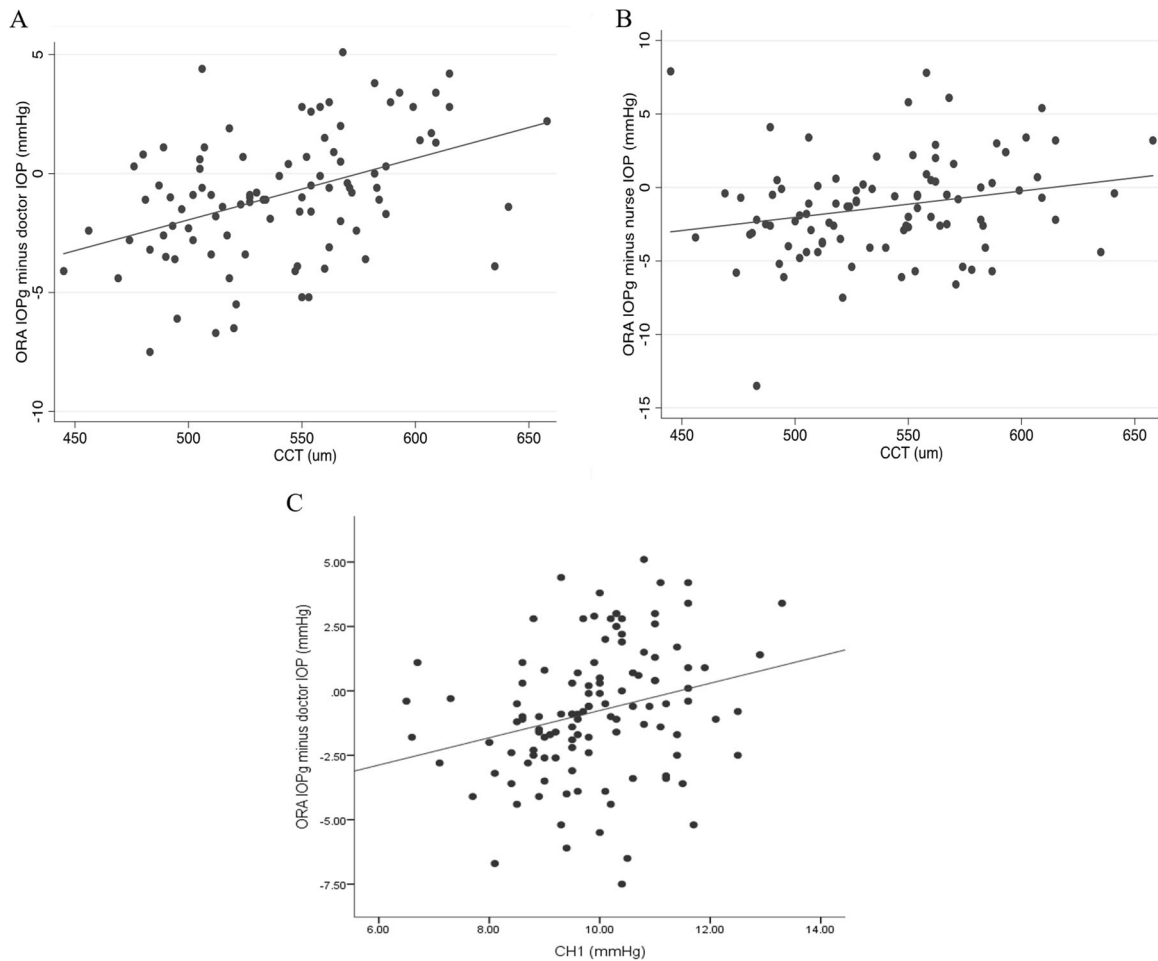 A
ORA IOPg minus doctor IOP (mmHg)
5
0
-5
-10
450 500 550 600 650
CCT (um)
B
ORA IOPg minus nurse IOP (mmHg)
10
5
0
-5
-10
-15
450 500 550 600 650
CCT (um)
C
ORA IOPg minus doctor IOP (mmHg)
5.00
2.50
.00
-2.50
-5.00
-7.50
6.00 8.00 10.00 12.00 14.00
CH1 (mmHg)